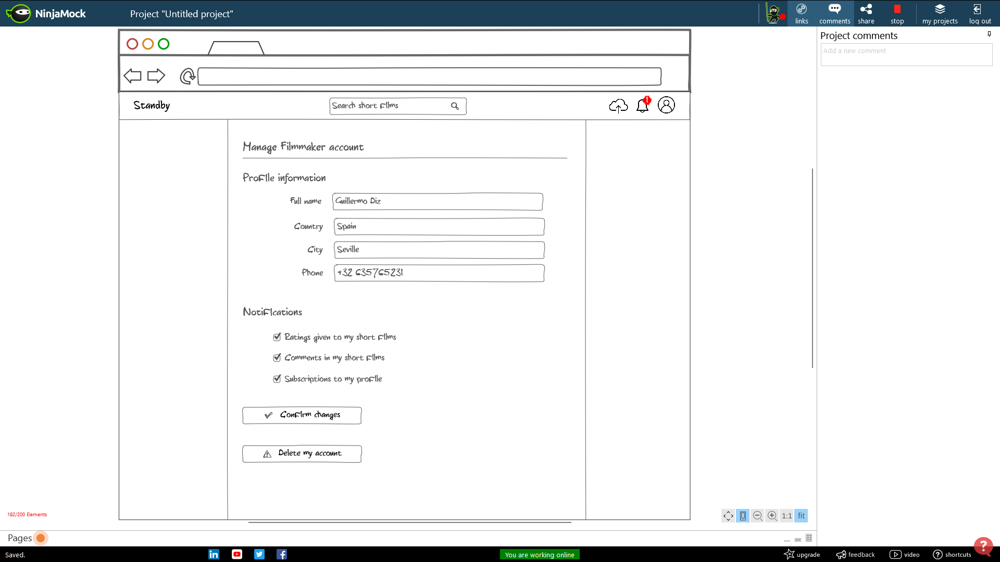 NinjaMock
Project "Untitled project"
links
comments
share
stop
my projects
log out
Project comments
Add a new comment
Standby
Search short films
!
Manage Filmmaker account
Profile information
Full name
Guillermo Diz
Country
Spain
City
Seville
Phone
+32 635765231
Notifications
Ratings given to my short films
Comments in my short films
Subscriptions to my profile
Confirm changes
Delete my account
182/200 Elements
1:1
fit
Pages
?
Saved.
in
f
You are working online
upgrade
feedback
video
? shortcuts